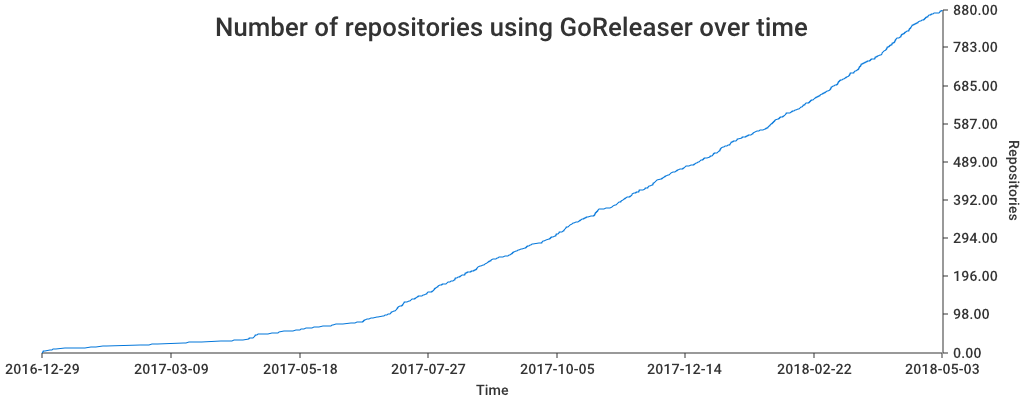 Number of repositories using GoReleaser over time
880.00
783.00
685.00
587.00
489.00
392.00
294.00
196.00
98.00
0.00
Repositories
2016-12-29 2017-03-09 2017-05-18 2017-07-27 2017-10-05 2017-12-14 2018-02-22 2018-05-03
Time